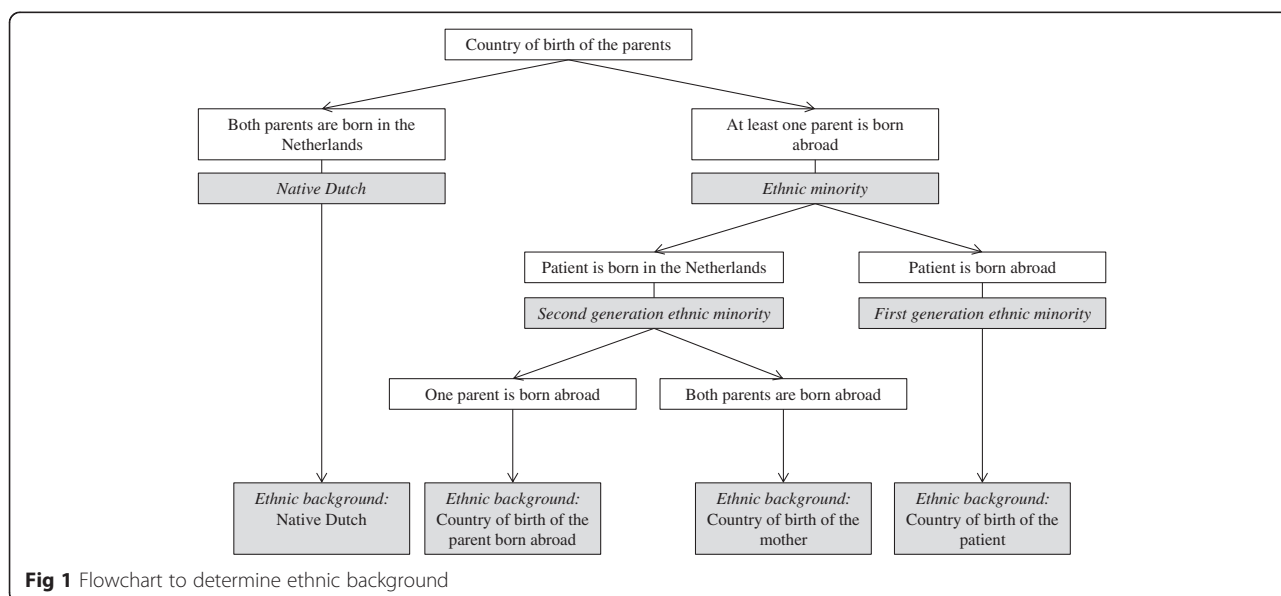 Country of birth of the parents
Both parents are born in the
Netherlands
At least one parent is born
abroad
Native Dutch
Ethnic minority
Patient is born in the Netherlands
Patient is born abroad
Second generation ethnic minority
First generation ethnic minority
One parent is born abroad
Both parents are born abroad
Ethnic background:
Native Dutch
Ethnic background:
Country of birth of the
parent born abroad
Ethnic background:
Country of birth of the
mother
Ethnic background:
Country of birth of the
patient
Fig 1 Flowchart to determine ethnic background